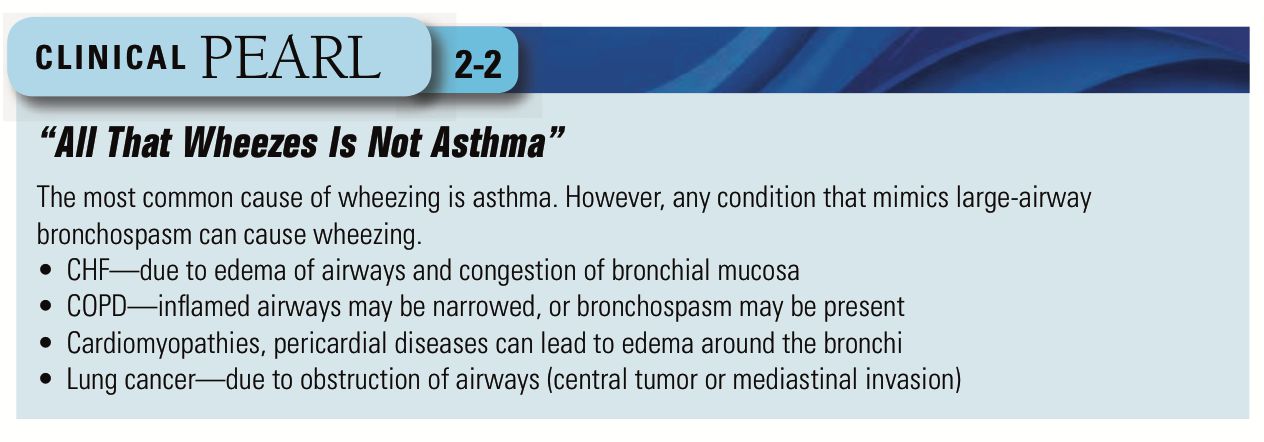 CLINICAL PEARL 2-2
“All That Wheezes Is Not Asthma”
The most common cause of wheezing is asthma. However, any condition that mimics large-airway
bronchospasm can cause wheezing.
• CHF—due to edema of airways and congestion of bronchial mucosa
• COPD—inflamed airways may be narrowed, or bronchospasm may be present
• Cardiomyopathies, pericardial diseases can lead to edema around the bronchi
• Lung cancer—due to obstruction of airways (central tumor or mediastinal invasion)